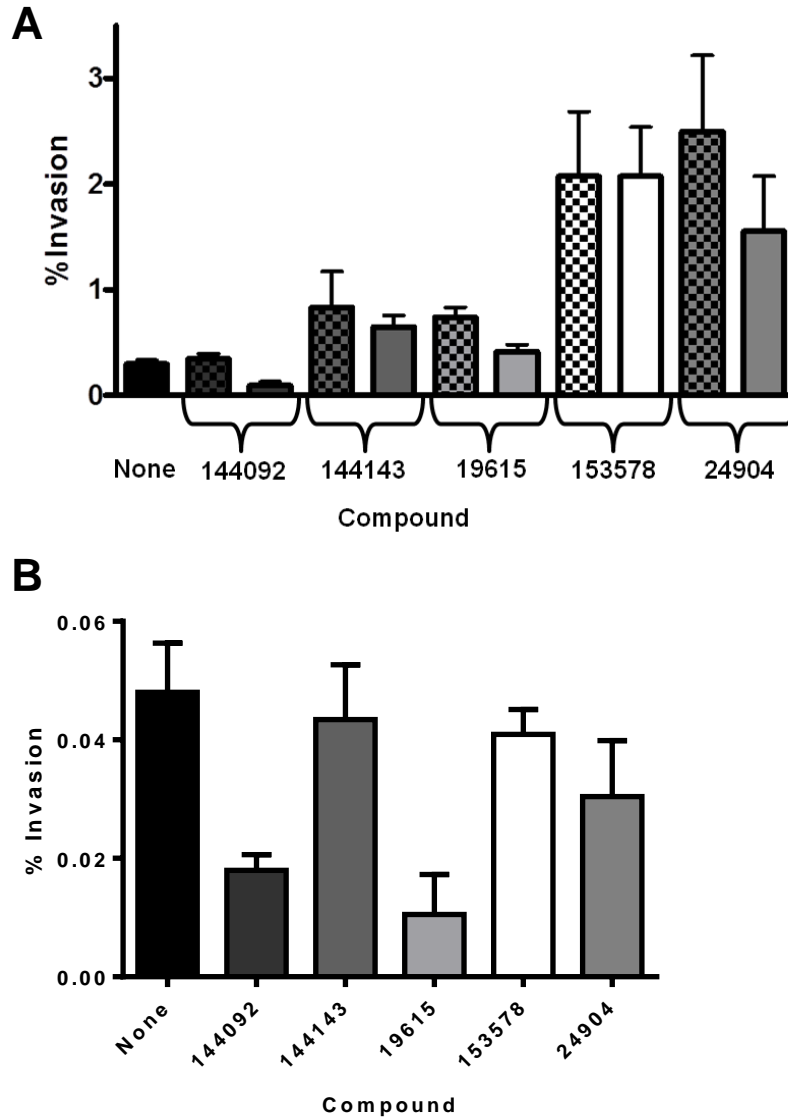 A
3
2
1
0
%Invasion
None 144092 144143 19615 153578 24904
Compound
B
0.06
0.04
0.02
0.00
% Invasion
None 144092 144143 19615 153578 24904
Compound